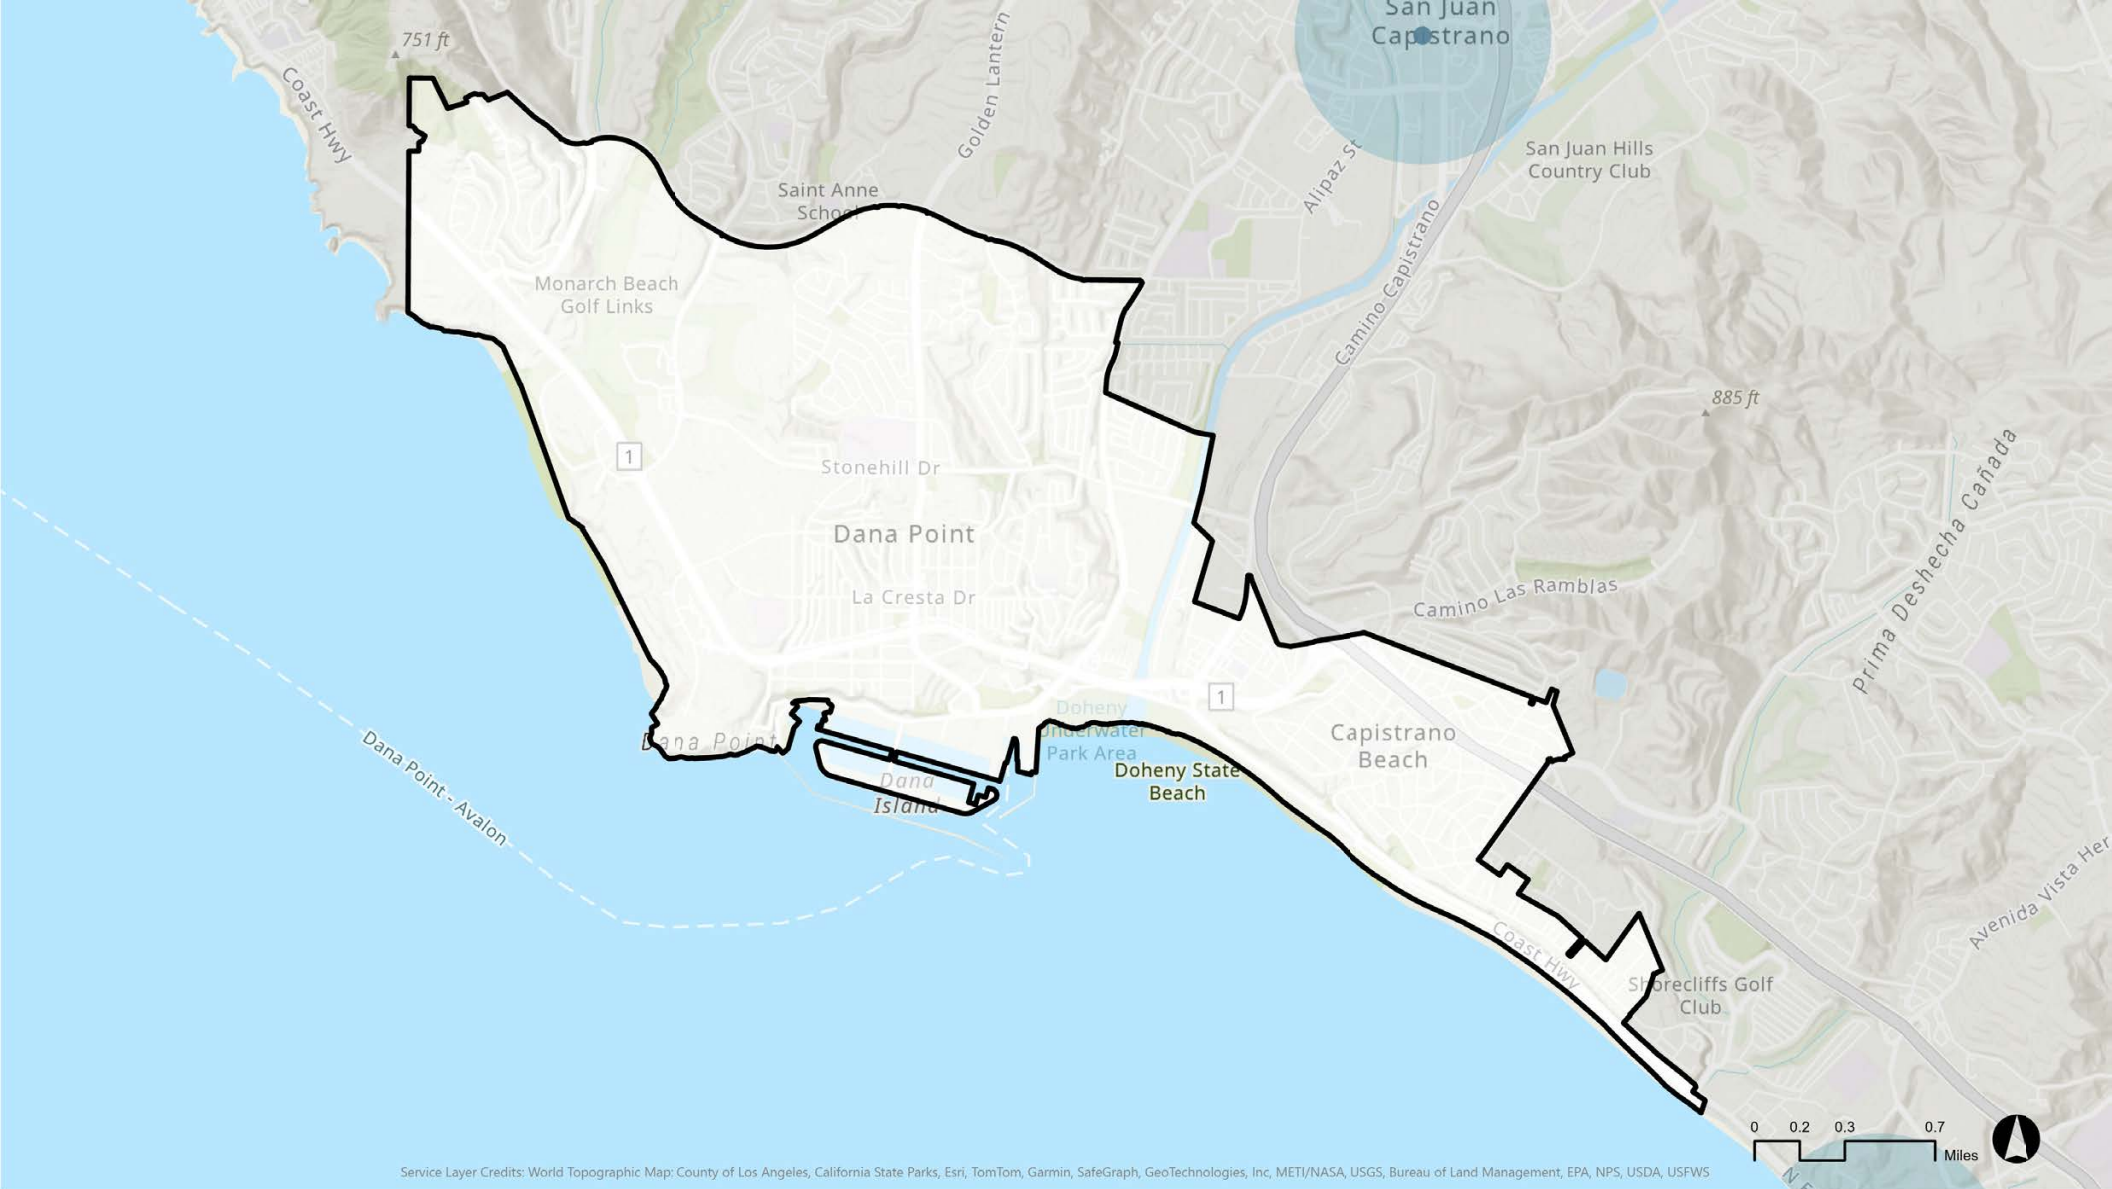 San Juan
Capistrano
751 ft
Coast Hwy
Golden Lantern
Alipaz St
San Juan Hills
Country Club
Saint Anne
School
Camino Capistrano
Monarch Beach
Golf Links
885 ft
1
Stonehill Dr
Prima Deshecha Cañada
Dana Point
La Cresta Dr
Camino Las Ramblas
1
Doheny
Underwater
Park Area
Dana Point
Capistrano
Beach
Doheny State
Beach
Dana
Island
Dana Point - Avalon
Avenida Vista Her
Coast Hwy
Shorecliffs Golf
Club
0 0.2 0.3 0.7
Miles
Service Layer Credits: World Topographic Map: County of Los Angeles, California State Parks, Esri, TomTom, Garmin, SafeGraph, GeoTechnologies, Inc, METI/NASA, USGS, Bureau of Land Management, EPA, NPS, USDA, USFWS